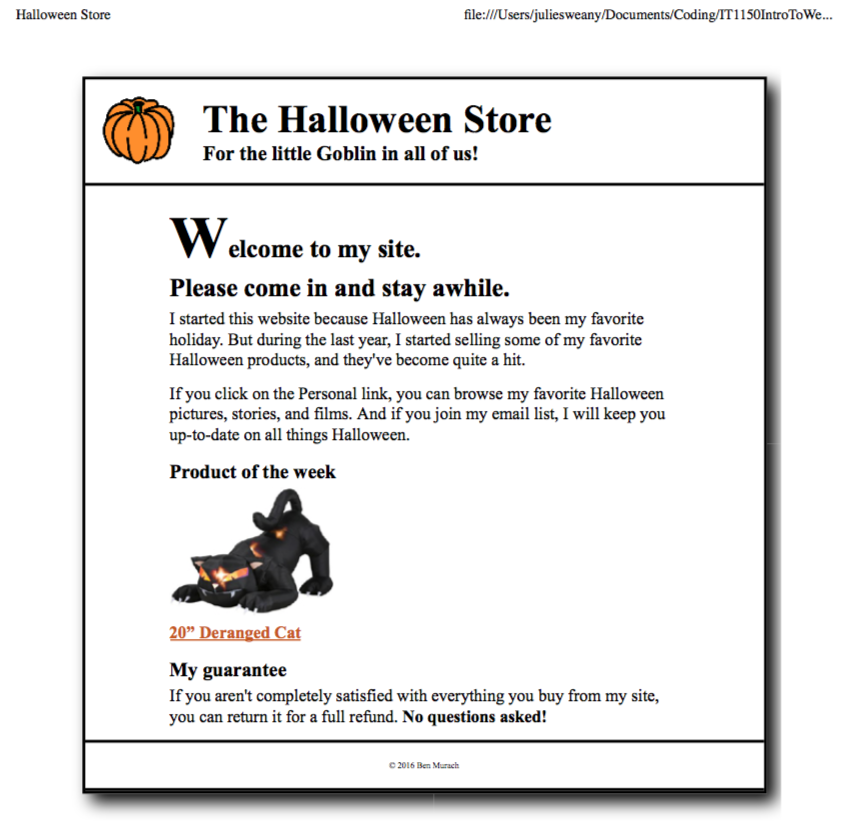 Halloween Store
file:///Users/juliesweany/Documents/Coding/IT1150IntroToWe...
The Halloween Store
For the little Goblin in all of us!
Welcome to my site.
Please come in and stay awhile.
I started this website because Halloween has always been my favorite
holiday. But during the last year, I started selling some of my favorite
Halloween products, and they've become quite a hit.
If you click on the Personal link, you can browse my favorite Halloween
pictures, stories, and films. And if you join my email list, I will keep you
up-to-date on all things Halloween.
Product of the week
20” Deranged Cat
My guarantee
If you aren't completely satisfied with everything you buy from my site,
you can return it for a full refund. No questions asked!
© 2016 Ben Murach